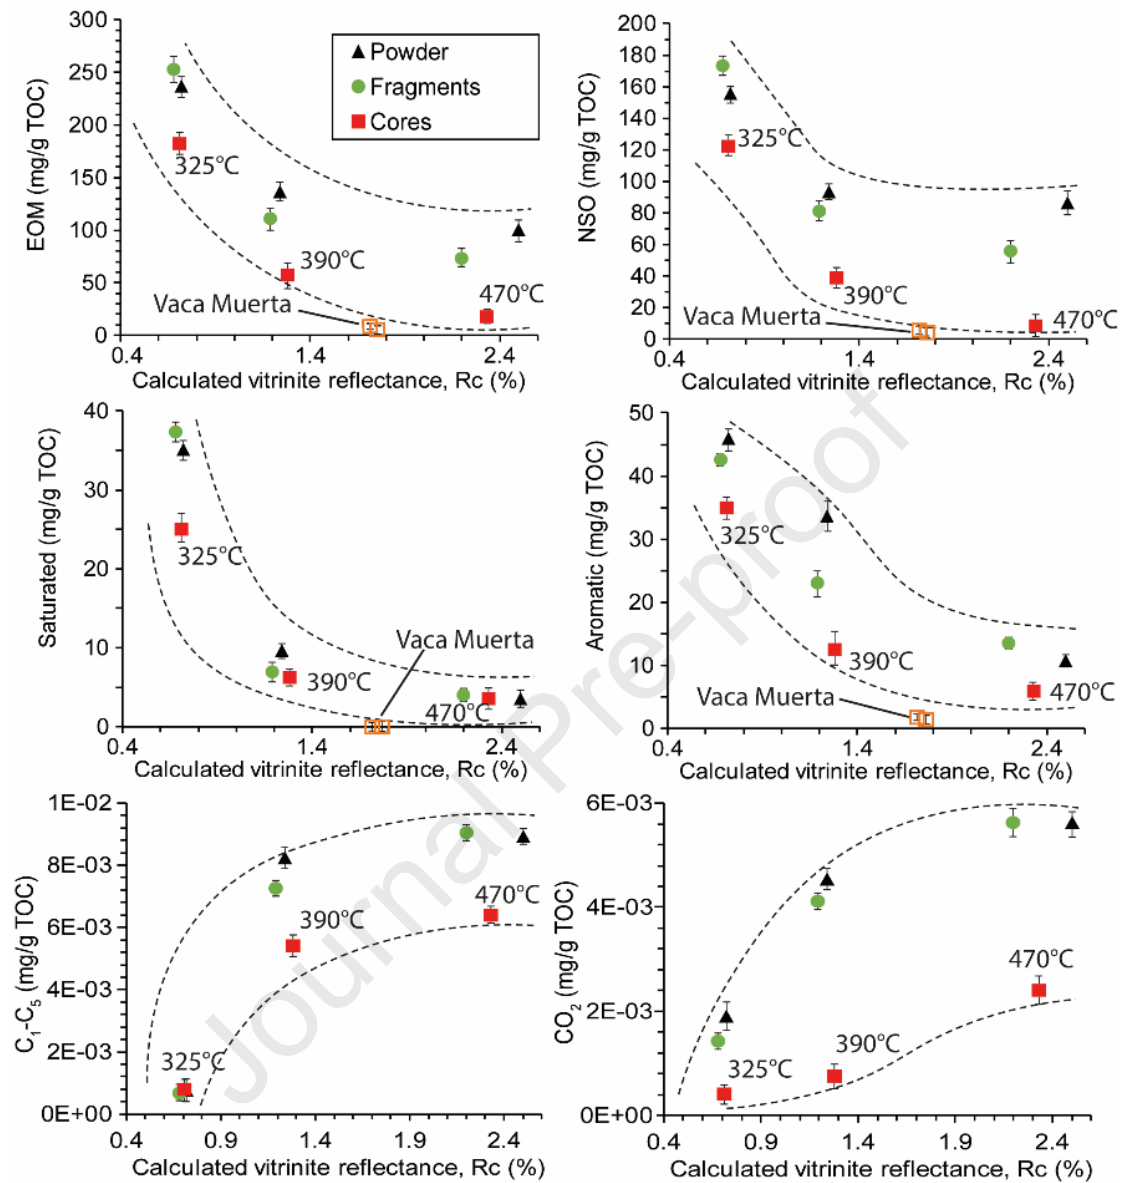 300
250
200
150
100
50
0
EOM (mg/g TOC)
Powder
Fragments
Cores
325°C
390°C
470°C
Vaca Muerta
0.4
1.4
2.4
Calculated vitrinite reflectance, Rc (%)
200
180
160
140
120
100
80
60
40
20
0
NSO (mg/g TOC)
325°C
390°C
470°C
Vaca Muerta
0.4
1.4
2.4
Calculated vitrinite reflectance, Rc (%)
40
30
20
10
0
Saturated (mg/g TOC)
325°C
390°C
470°C
Vaca Muerta
0.4
1.4
2.4
Calculated vitrinite reflectance, Rc (%)
50
40
30
20
10
0
Aromatic (mg/g TOC)
325°C
390°C
470°C
Vaca Muerta
0.4
1.4
2.4
Calculated vitrinite reflectance, Rc (%)
1E-02
8E-03
6E-03
4E-03
2E-03
0E+00
C₁-C₅ (mg/g TOC)
325°C
390°C
470°C
0.4
0.9
1.4
1.9
2.4
Calculated vitrinite reflectance, Rc (%)
6E-03
4E-03
2E-03
0E+00
CO₂ (mg/g TOC)
325°C
390°C
470°C
0.4
0.9
1.4
1.9
2.4
Calculated vitrinite reflectance, Rc (%)
Journal Pre-proof